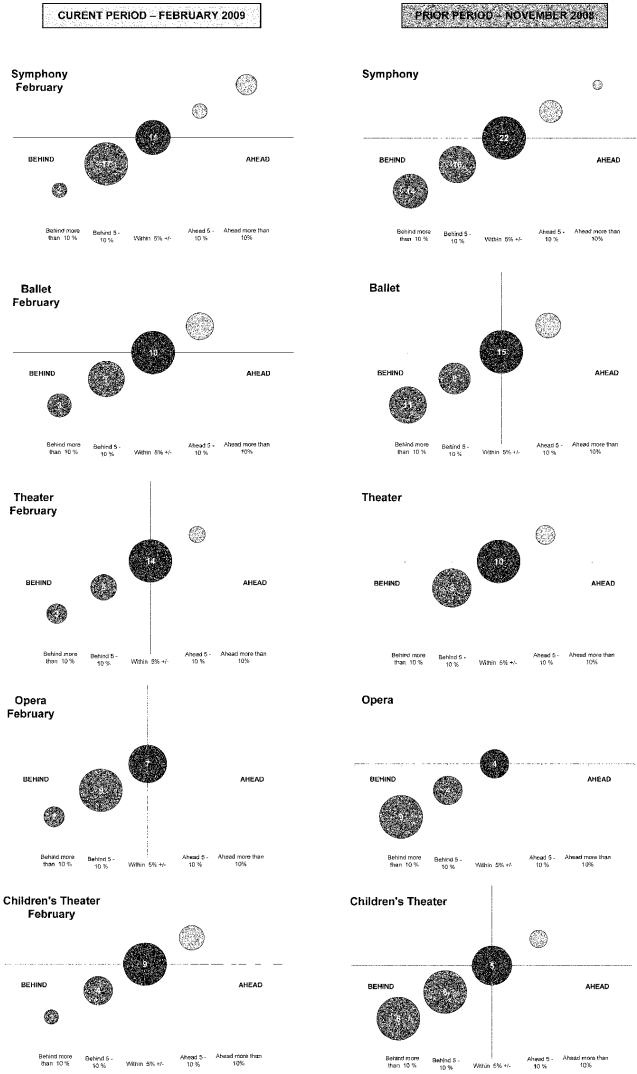 CURENT PERIOD – FEBRUARY 2009
PRIOR PERIOD – NOVEMBER 2008
Symphony
February
BEHIND
AHEAD
Behind more
than 10 %
Behind 5 -
10 %
Within 5% +/-
Ahead 5 -
10 %
Ahead more than
10%
Symphony
22
BEHIND
AHEAD
Behind more
than 10 %
Behind 5 -
10 %
Within 5% +/-
Ahead 5 -
10 %
Ahead more than
10%
Ballet
February
10
BEHIND
AHEAD
Behind more
than 10 %
Behind 5 -
10 %
Within 5% +/-
Ahead 5 -
10 %
Ahead more than
10%
Ballet
15
BEHIND
AHEAD
Behind more
than 10 %
Behind 5 -
10 %
Within 5% +/-
Ahead 5 -
10 %
Ahead more than
10%
Theater
February
14
BEHIND
AHEAD
Behind more
than 10 %
Behind 5 -
10 %
Within 5% +/-
Ahead 5 -
10 %
Ahead more than
10%
Theater
10
BEHIND
AHEAD
Behind more
than 10 %
Behind 5 -
10 %
Within 5% +/-
Ahead 5 -
10 %
Ahead more than
10%
Opera
February
7
BEHIND
AHEAD
Behind more
than 10 %
Behind 5 -
10 %
Within 5% +/-
Ahead 5 -
10 %
Ahead more than
10%
Opera
4
BEHIND
AHEAD
Behind more
than 10 %
Behind 5 -
10 %
Within 5% +/-
Ahead 5 -
10 %
Ahead more than
10%
Children's Theater
February
9
BEHIND
AHEAD
Behind more
than 10 %
Behind 5 -
10 %
Within 5% +/-
Ahead 5 -
10 %
Ahead more than
10%
Children's Theater
BEHIND
AHEAD
Behind more
than 10 %
Behind 5 -
10 %
Within 5% +/-
Ahead 5 -
10 %
Ahead more than
10%